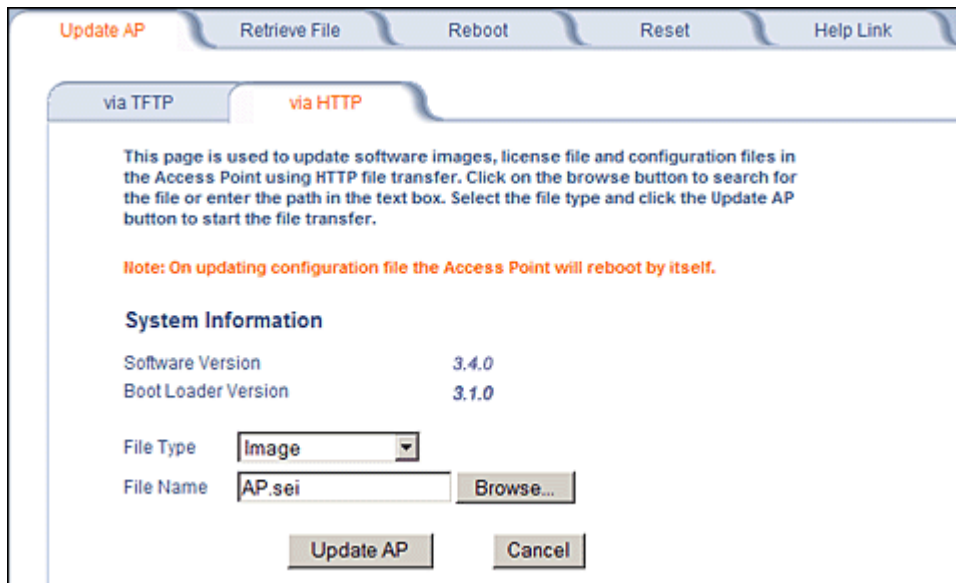 Update AP Retrieve File Reboot Reset Help Link
via TFTP via HTTP
This page is used to update software images, license file and configuration files in
the Access Point using HTTP file transfer. Click on the browse button to search for
the file or enter the path in the text box. Select the file type and click the Update AP
button to start the file transfer.
Note: On updating configuration file the Access Point will reboot by itself.
System Information
Software Version 3.4.0
Boot Loader Version 3.1.0
File Type Image
File Name AP.sei Browse...
Update AP Cancel